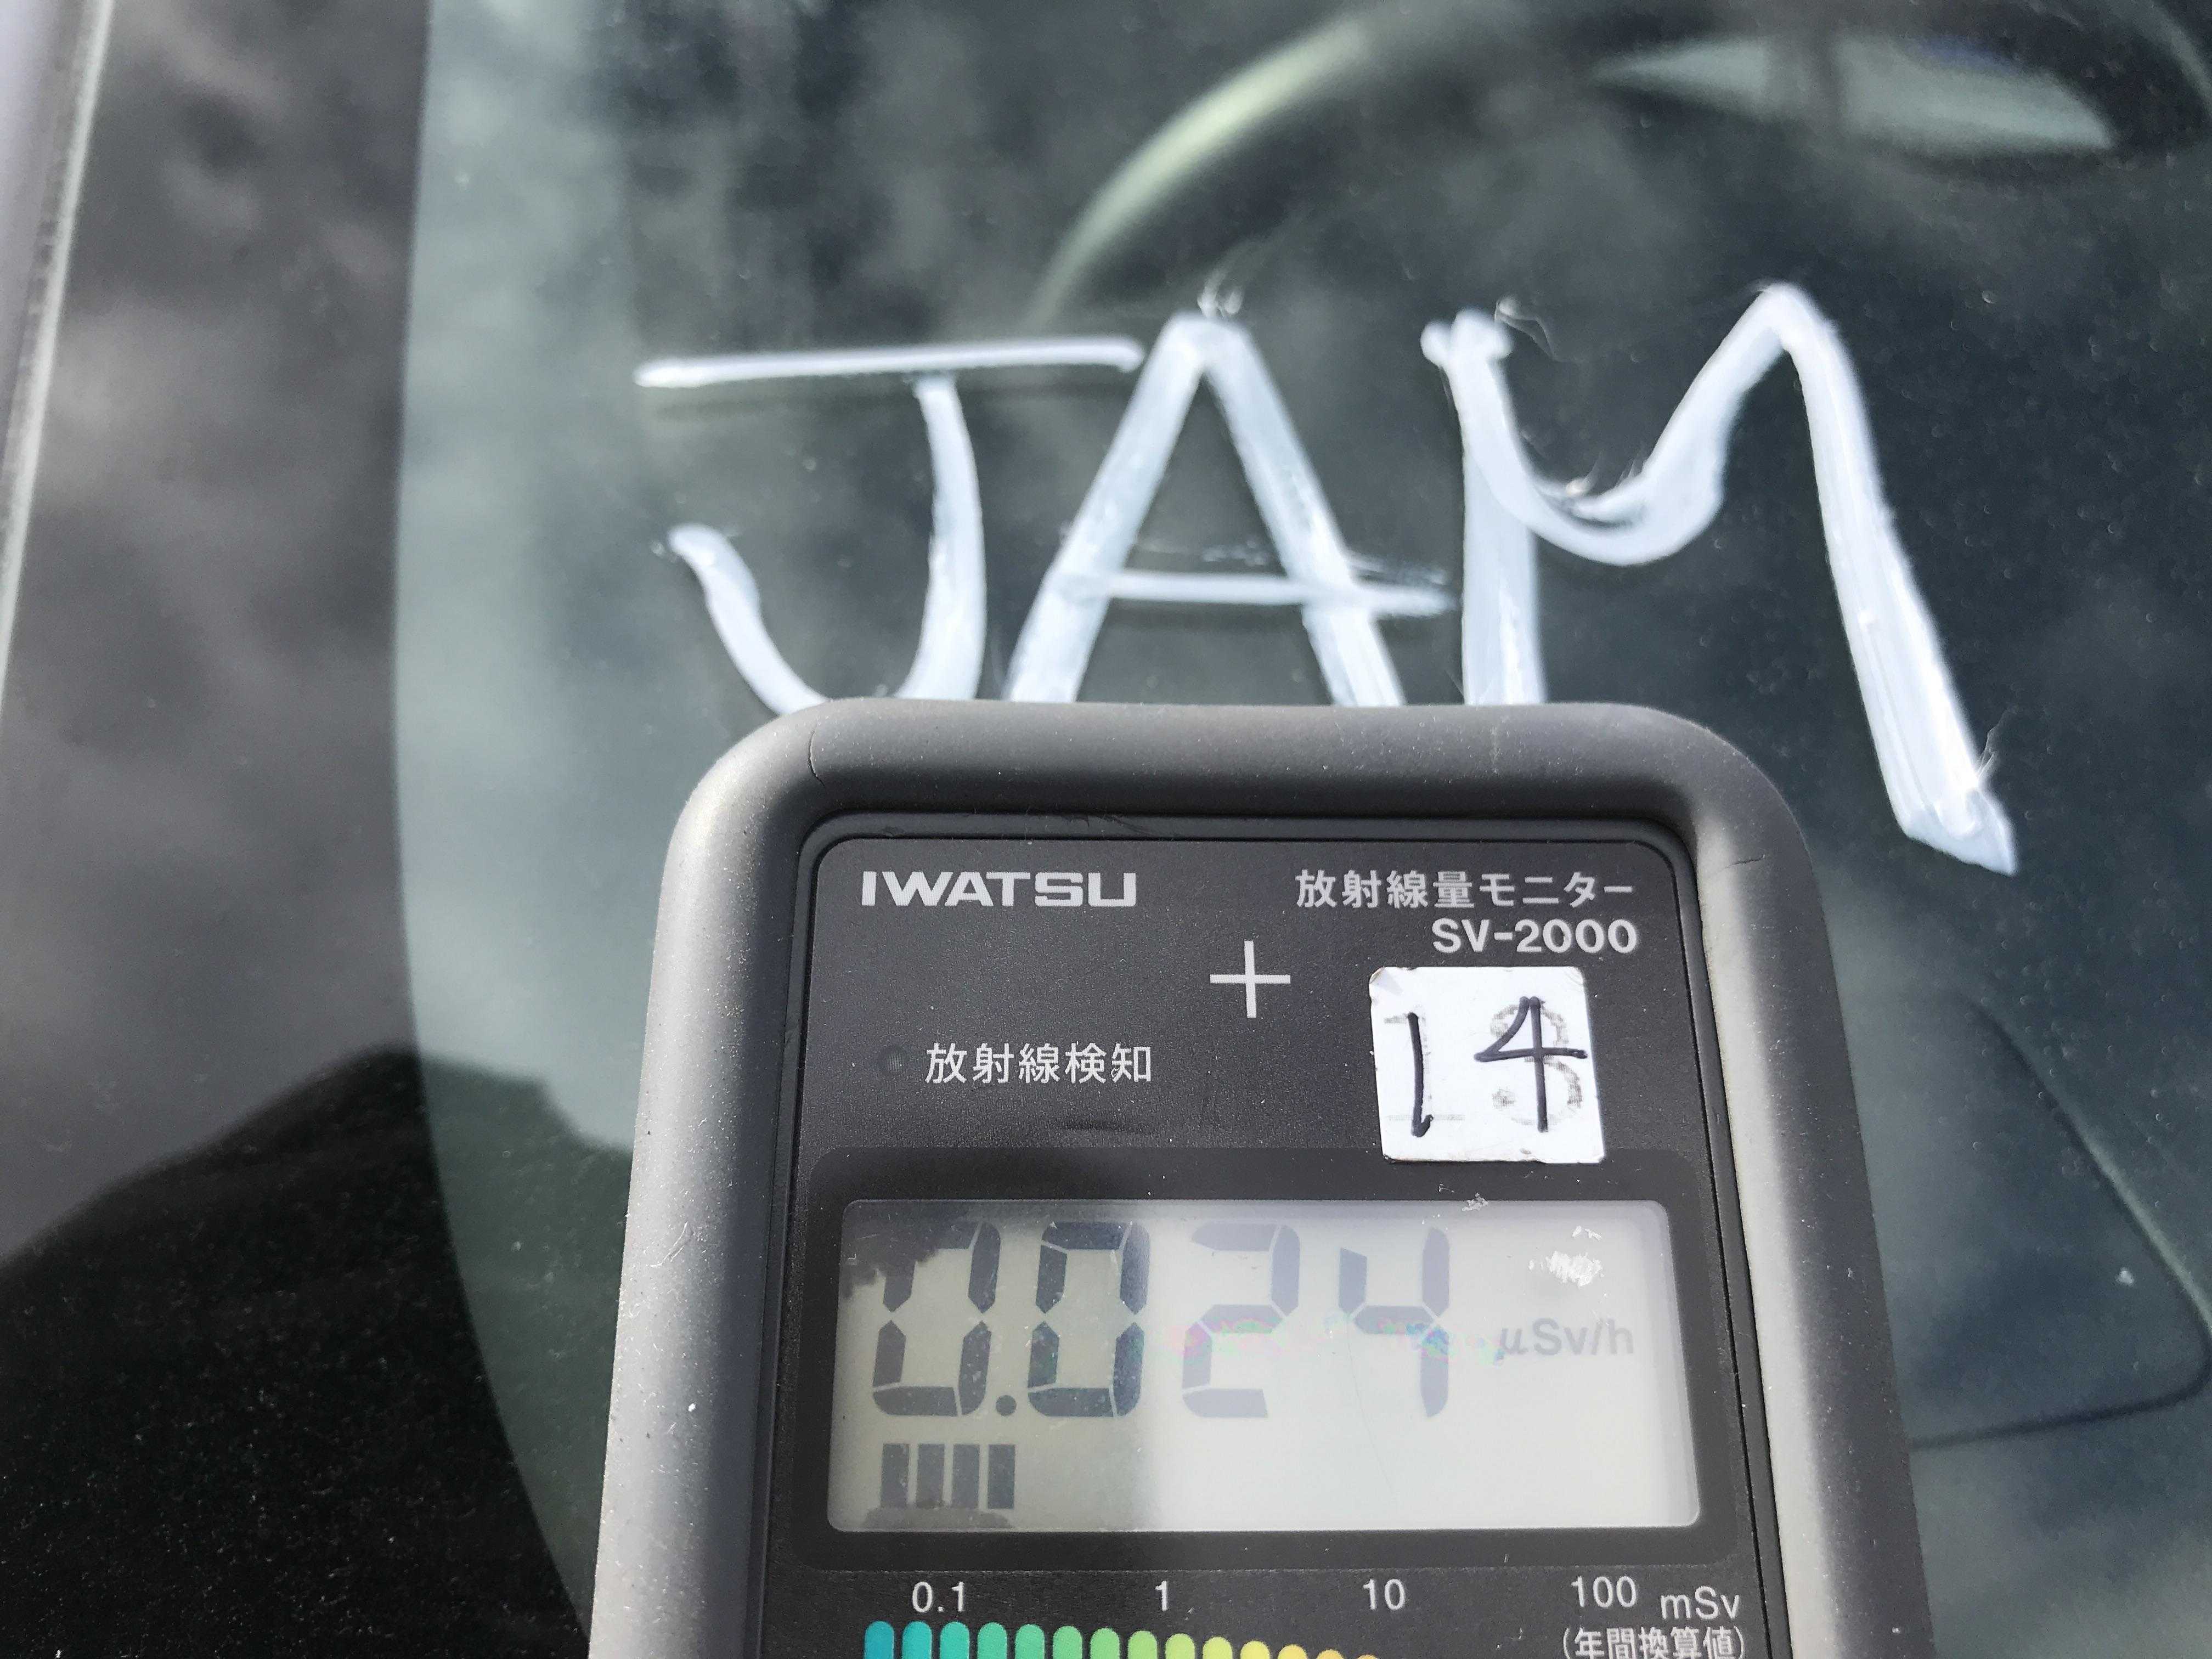 JAM
IWATSU
放射線量モニター
SV-2000
14
放射線検知
0.024 μSv/h
0.1 1 10 100 mSv
(年間換算値)